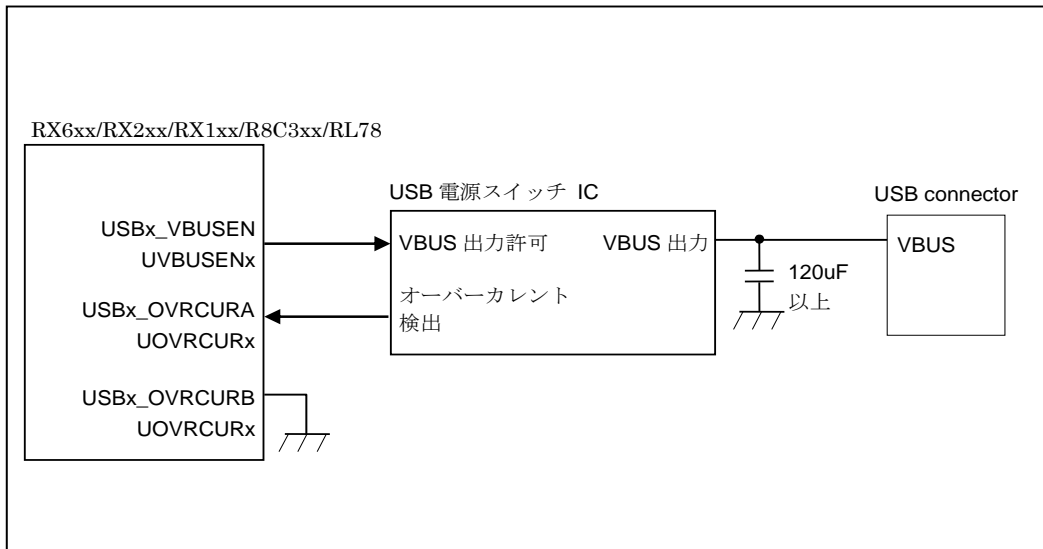 RX6xx/RX2xx/RX1xx/R8C3xx/RL78
USBx_VBUSEN
UVBUSENx
USBx_OVRCURA
UOVRCURx
USBx_OVRCURB
UOVRCURx
USB 電源スイッチ IC
VBUS 出力許可
VBUS 出力
オーバーカレント
検出
120uF
以上
USB connector
VBUS